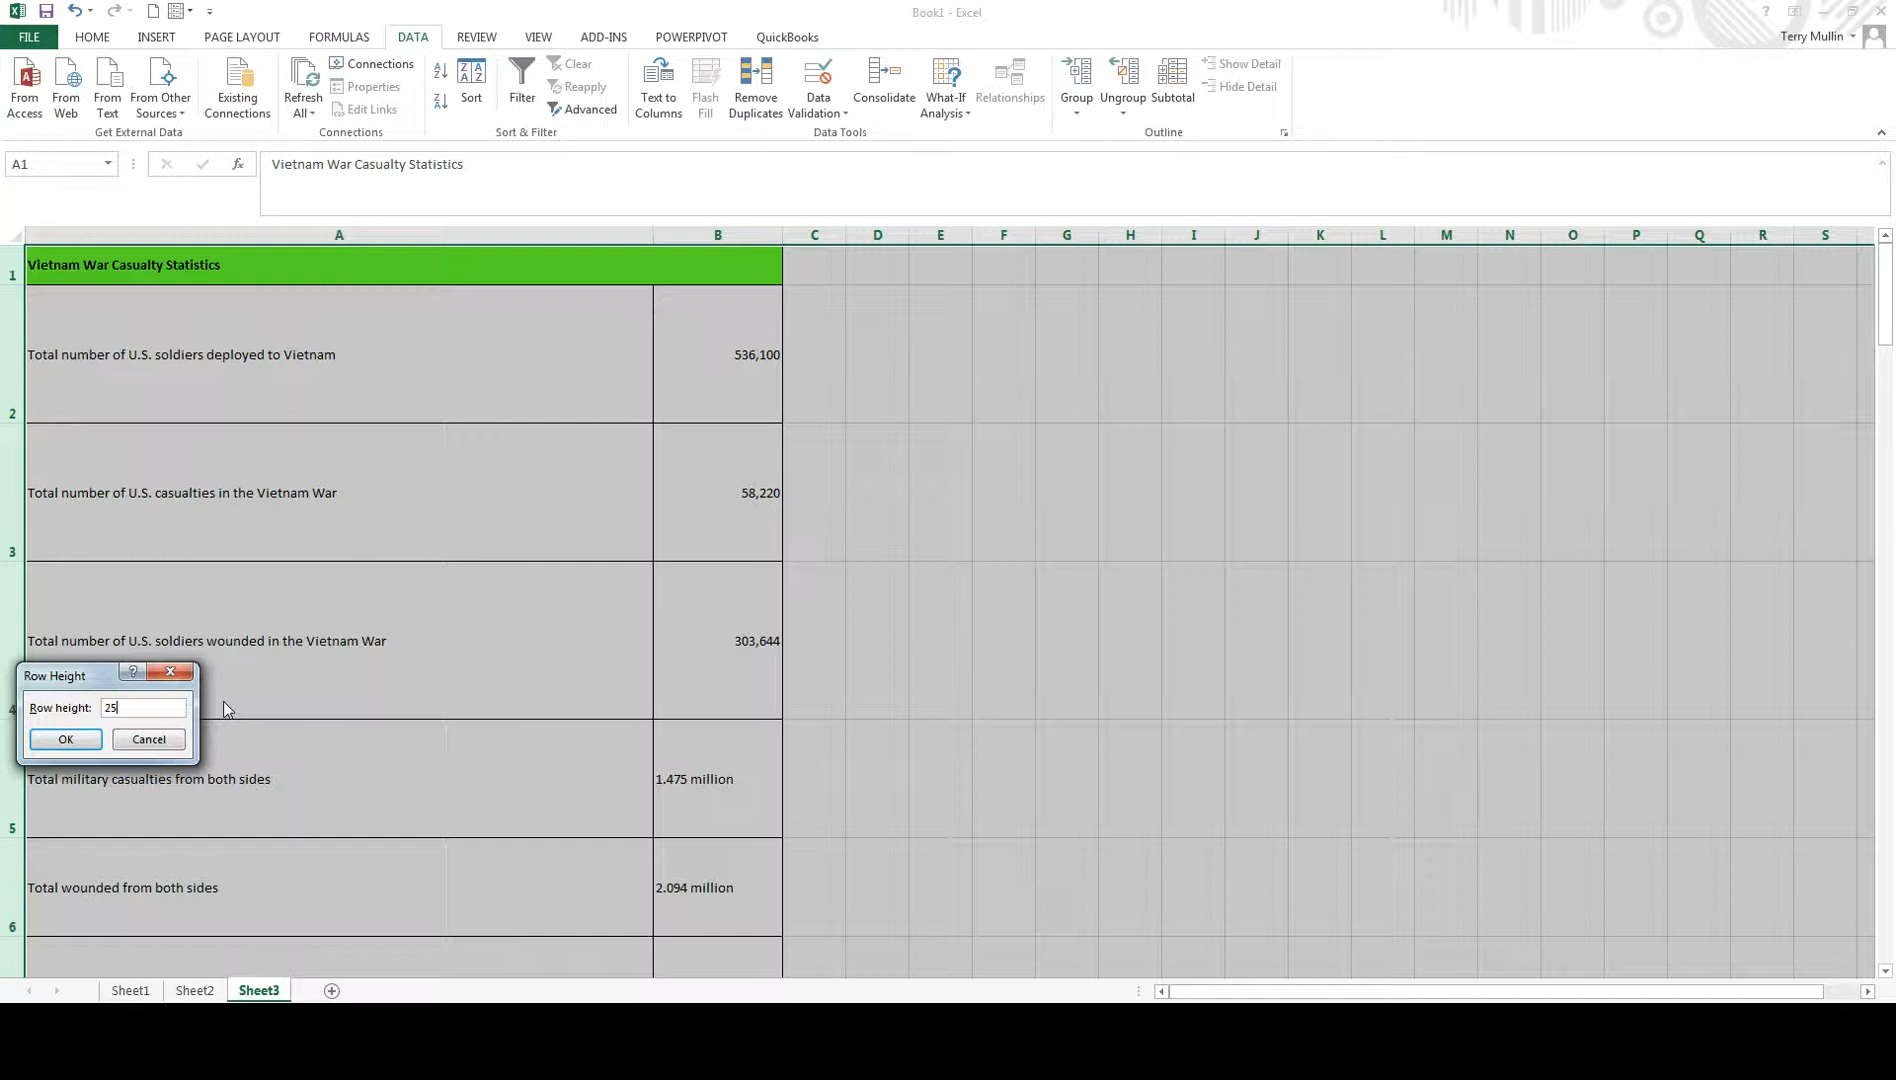 Book1 - Excel
FILE HOME INSERT PAGE LAYOUT FORMULAS DATA REVIEW VIEW ADD-INS POWERPIVOT QuickBooks
Terry Mullin
From Access
From Web
From Text
From Other Sources
Get External Data
Existing Connections
Refresh All
Connections
Properties
Edit Links
Connections
Sort
Filter
Clear
Reapply
Advanced
Sort & Filter
Text to Columns
Flash Fill
Remove Duplicates
Data Validation
Consolidate
What-If Analysis
Relationships
Data Tools
Group
Ungroup
Subtotal
Show Detail
Hide Detail
Outline
A1 fx Vietnam War Casualty Statistics
A B C D E F G H I J K L M N O P Q R S
1 Vietnam War Casualty Statistics
2 Total number of U.S. soldiers deployed to Vietnam 536,100
3 Total number of U.S. casualties in the Vietnam War 58,220
4 Total number of U.S. soldiers wounded in the Vietnam War 303,644
Row Height
Row height: 25
OK Cancel
5 Total military casualties from both sides 1.475 million
6 Total wounded from both sides 2.094 million
Sheet1 Sheet2 Sheet3